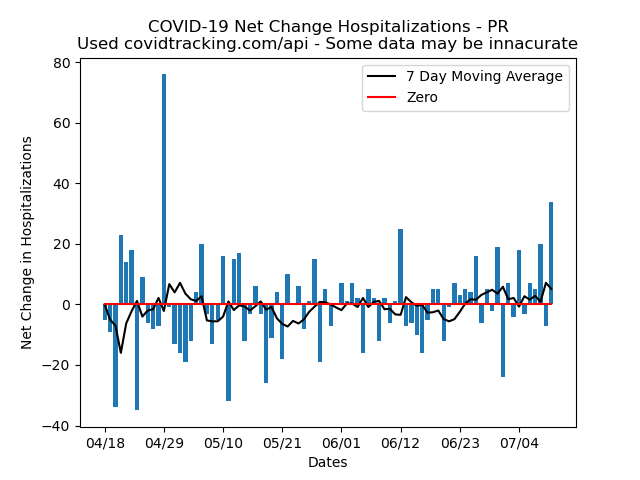 COVID-19 Net Change Hospitalizations - PR
Used covidtracking.com/api - Some data may be innacurate
7 Day Moving Average
Zero
Net Change in Hospitalizations
80
60
40
20
0
−20
−40
04/18 04/29 05/10 05/21 06/01 06/12 06/23 07/04
Dates